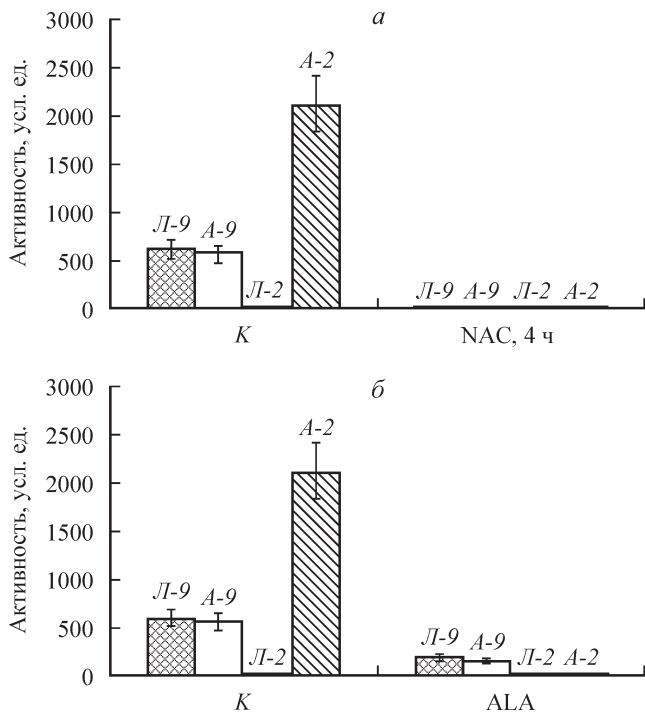 а
Активность, усл. ед.
3000
2500
2000
1500
1000
500
0
Л-9 А-9 Л-2 А-2
Л-9 А-9 Л-2 А-2
К NAC, 4 ч
б
Активность, усл. ед.
3000
2500
2000
1500
1000
500
0
Л-9 А-9 Л-2 А-2
Л-9 А-9 Л-2 А-2
К ALA